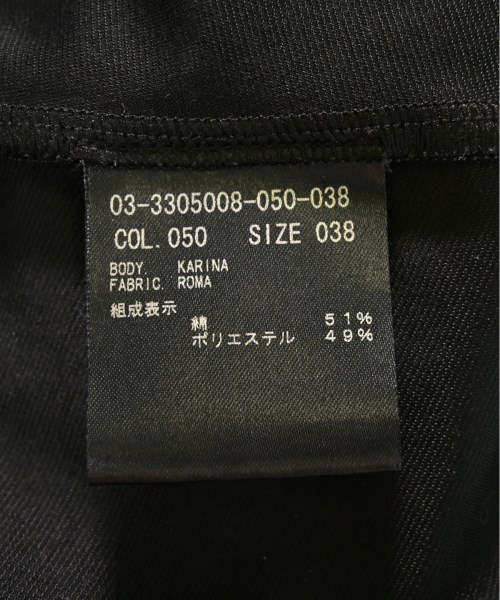 03-3305008-050-038
COL.050 SIZE 038
BODY. KARINA
FABRIC. ROMA
組成表示
綿 51%
ポリエステル 49%